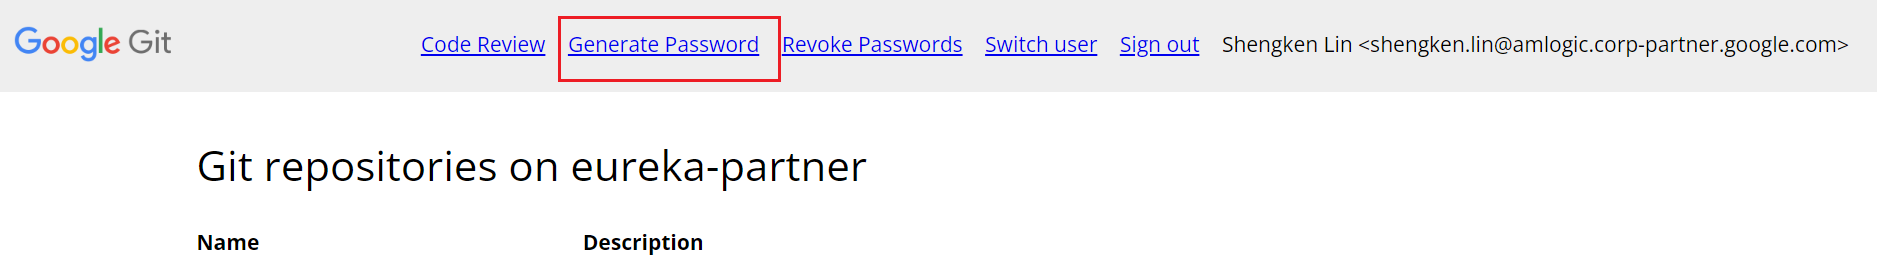 Google Git Code Review Generate Password Revoke Passwords Switch user Sign out Shengken Lin <shengken.lin@amlogic.corp-partner.google.com>
Git repositories on eureka-partner
Name Description